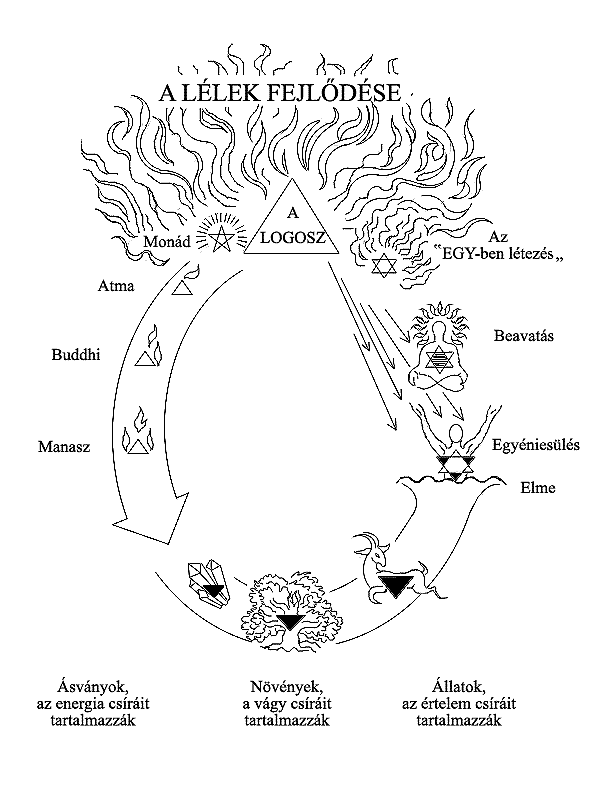 A LÉLEK FEJLŐDÉSE
A
LOGOSZ
Monád
Az
"EGY-ben létezés„
Atma
Beavatás
Buddhi
Manasz
Egyéniesülés
Elme
Ásványok,
az energia csíráit
tartalmazzák
Növények,
a vágy csíráit
tartalmazzák
Állatok,
az értelem csíráit
tartalmazzák